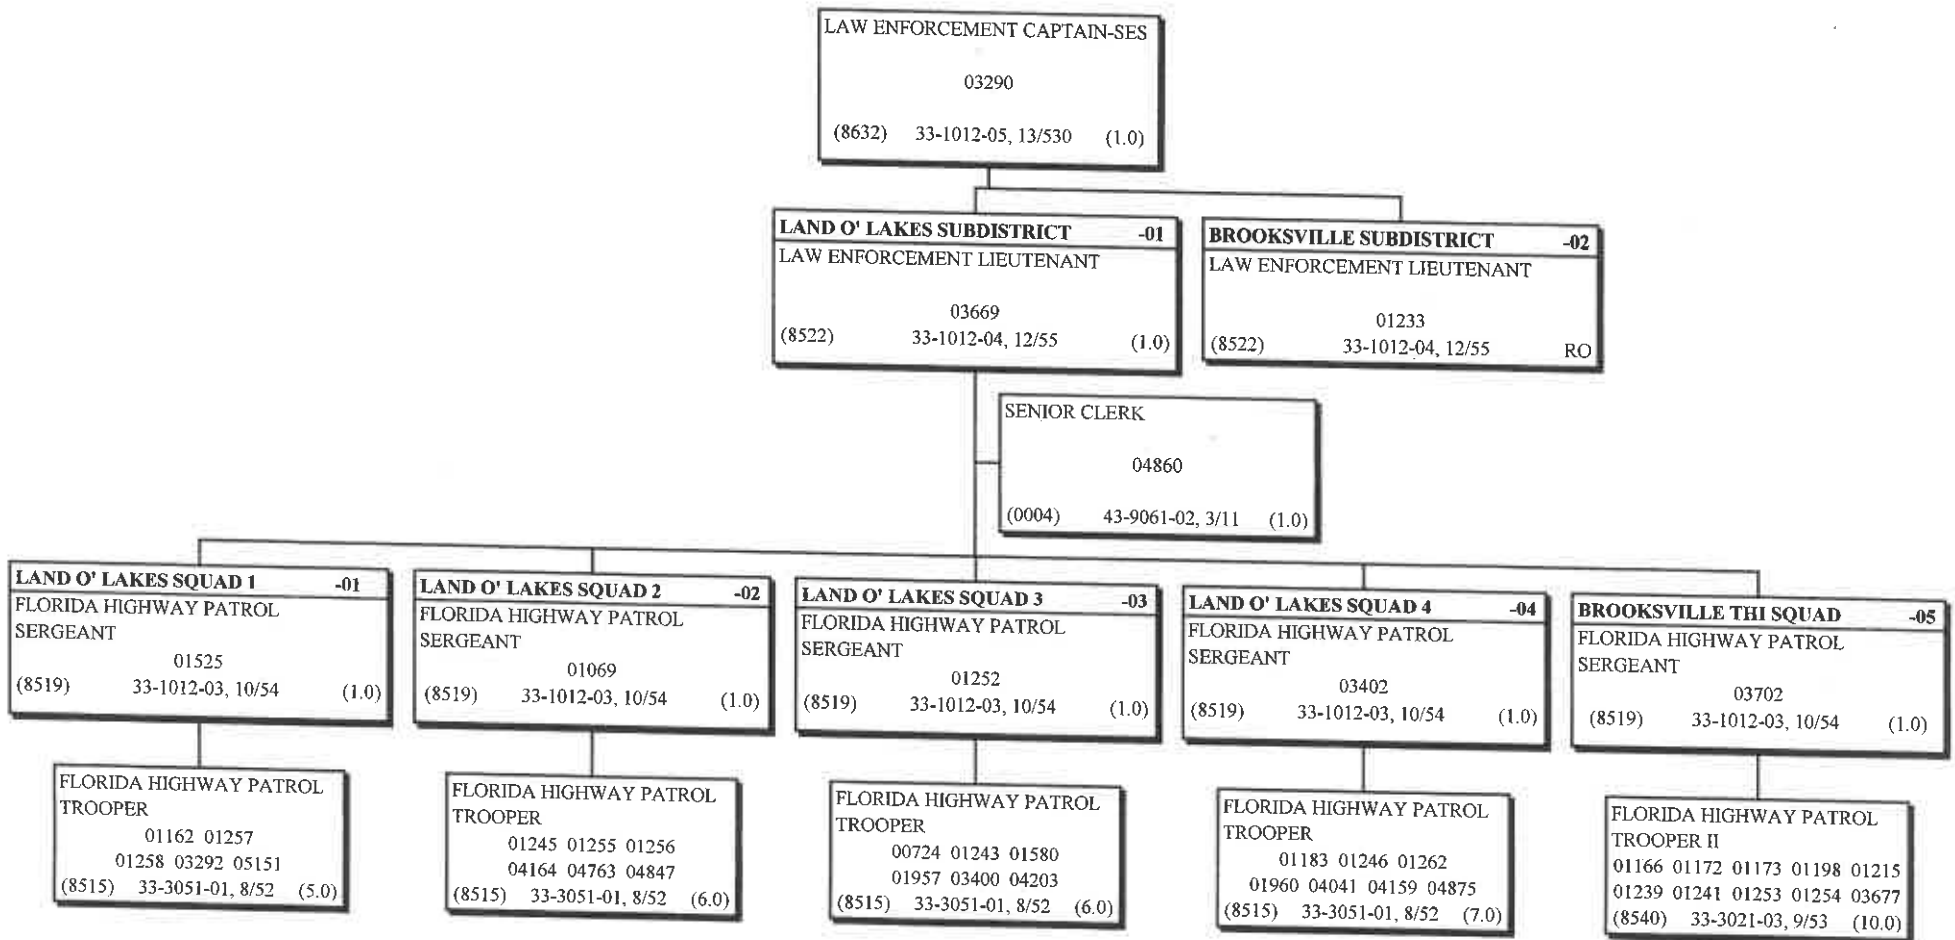 LAW ENFORCEMENT CAPTAIN-SES
03290
(8632) 33-1012-05, 13/530 (1.0)
LAND O' LAKES SUBDISTRICT -01
LAW ENFORCEMENT LIEUTENANT
03669
(8522) 33-1012-04, 12/55 (1.0)
BROOKSVILLE SUBDISTRICT -02
LAW ENFORCEMENT LIEUTENANT
01233
(8522) 33-1012-04, 12/55 RO
SENIOR CLERK
04860
(0004) 43-9061-02, 3/11 (1.0)
LAND O' LAKES SQUAD 1 -01
FLORIDA HIGHWAY PATROL
SERGEANT
01525
(8519) 33-1012-03, 10/54 (1.0)
LAND O' LAKES SQUAD 2 -02
FLORIDA HIGHWAY PATROL
SERGEANT
01069
(8519) 33-1012-03, 10/54 (1.0)
LAND O' LAKES SQUAD 3 -03
FLORIDA HIGHWAY PATROL
SERGEANT
01252
(8519) 33-1012-03, 10/54 (1.0)
LAND O' LAKES SQUAD 4 -04
FLORIDA HIGHWAY PATROL
SERGEANT
03402
(8519) 33-1012-03, 10/54 (1.0)
BROOKSVILLE THI SQUAD -05
FLORIDA HIGHWAY PATROL
SERGEANT
03702
(8519) 33-1012-03, 10/54 (1.0)
FLORIDA HIGHWAY PATROL
TROOPER
01162 01257
01258 03292 05151
(8515) 33-3051-01, 8/52 (5.0)
FLORIDA HIGHWAY PATROL
TROOPER
01245 01255 01256
04164 04763 04847
(8515) 33-3051-01, 8/52 (6.0)
FLORIDA HIGHWAY PATROL
TROOPER
00724 01243 01580
01957 03400 04203
(8515) 33-3051-01, 8/52 (6.0)
FLORIDA HIGHWAY PATROL
TROOPER
01183 01246 01262
01960 04041 04159 04875
(8515) 33-3051-01, 8/52 (7.0)
FLORIDA HIGHWAY PATROL
TROOPER II
01166 01172 01173 01198 01215
01239 01241 01253 01254 03677
(8540) 33-3021-03, 9/53 (10.0)